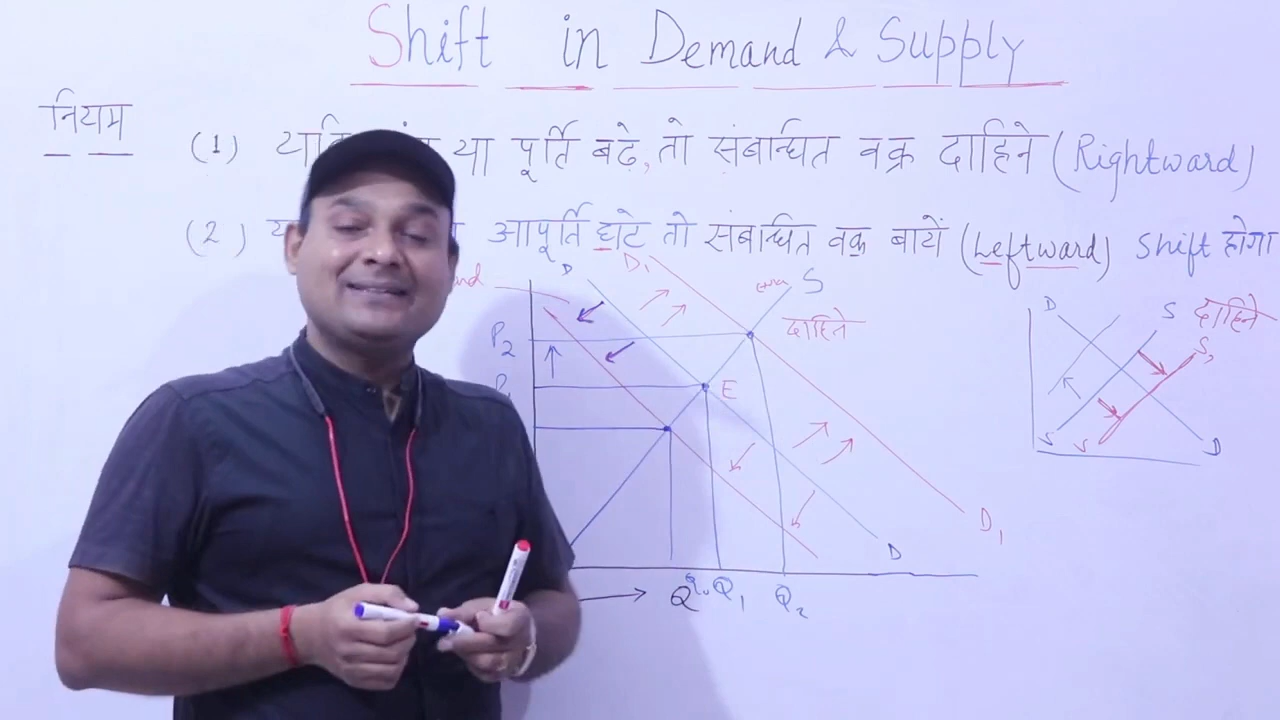 Shift in Demand & Supply
नियम
(1) या पूर्ति बढ़े, तो संबन्धित वक्र दाहिने (Rightward)
(2) आपूर्ति घटे तो संबन्धित वक्र बायें (Leftward) Shift होगा
D
D₁
S
दाहिने
P₂
E
D
D₁
Q₁
Q₂
D
S
दाहिने
S₂
S
S
D